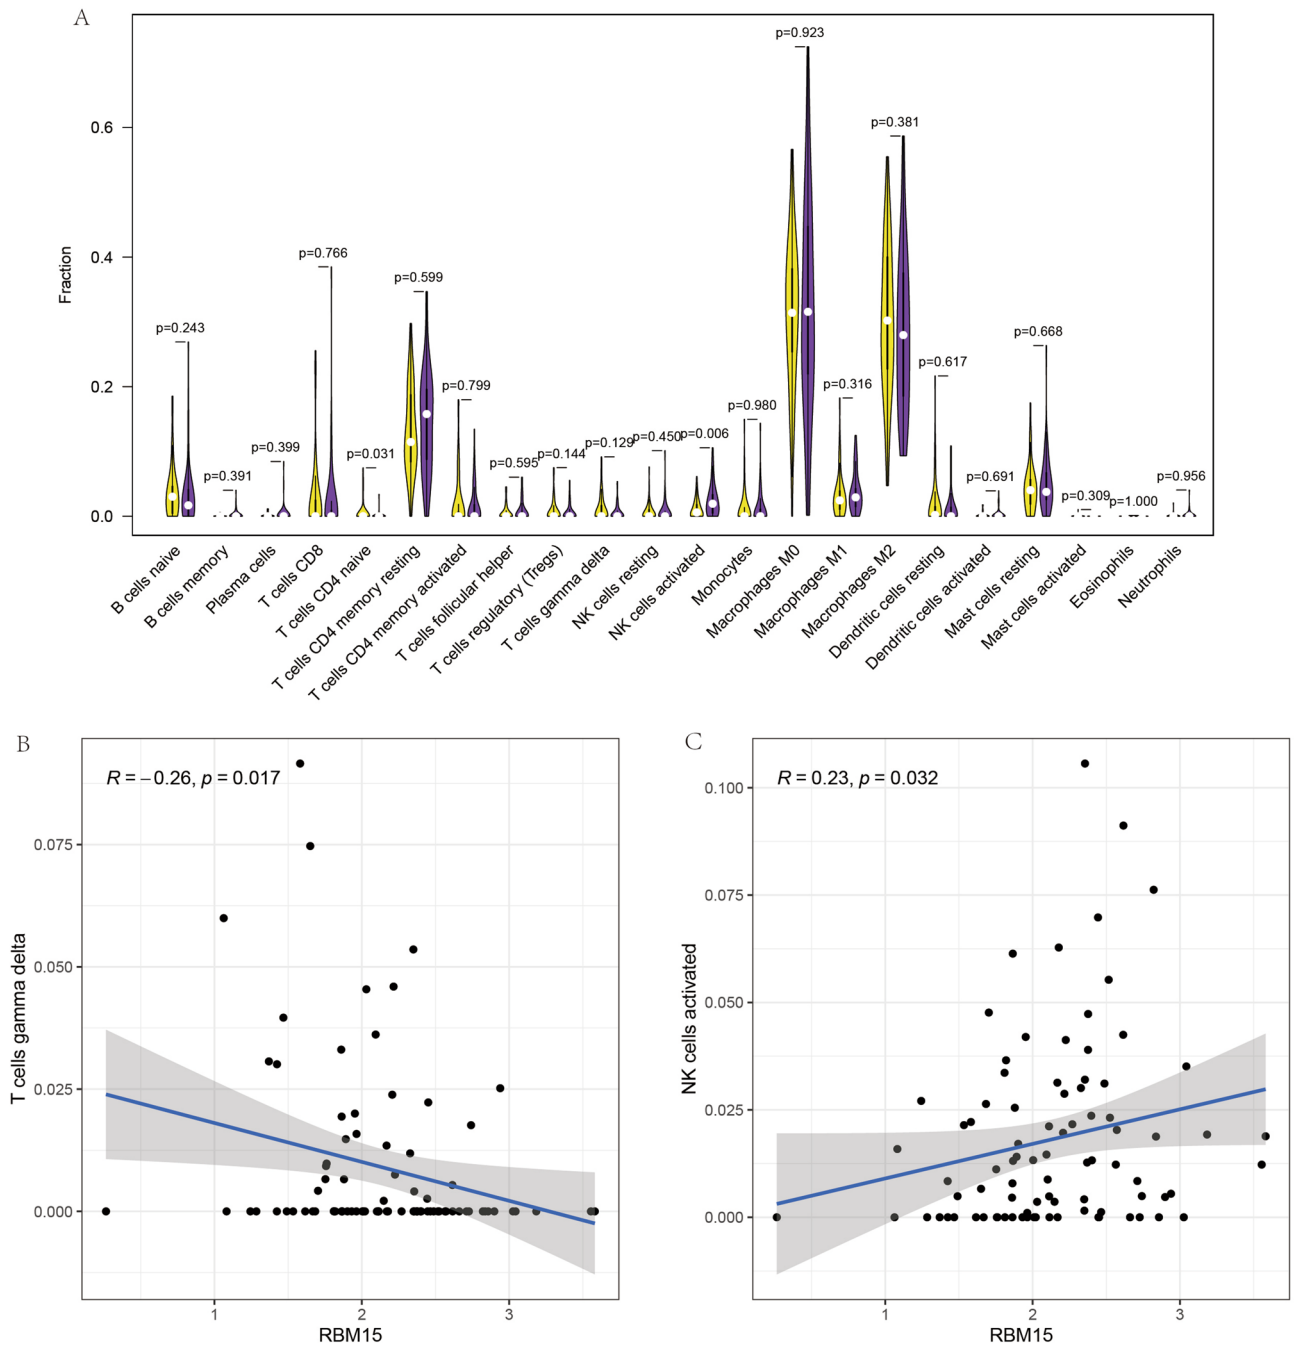 A
p=0.923
p=0.381
p=0.766
p=0.599
p=0.243
p=0.668
p=0.617
p=0.799
p=0.316
p=0.980
p=0.399
p=0.129
p=0.450
p=0.006
p=0.031
p=0.144
p=0.595
p=0.391
p=0.691
p=0.956
p=0.309
p=1.000
Fraction
0.6
0.4
0.2
0.0
B cells naive
B cells memory
Plasma cells
T cells CD8
T cells CD4 naive
T cells CD4 memory resting
T cells CD4 memory activated
T cells follicular helper
T cells regulatory (Tregs)
T cells gamma delta
NK cells resting
NK cells activated
Monocytes
Macrophages M0
Macrophages M1
Macrophages M2
Dendritic cells resting
Dendritic cells activated
Mast cells resting
Mast cells activated
Eosinophils
Neutrophils
B
R = −0.26, p = 0.017
T cells gamma delta
0.075
0.050
0.025
0.000
1 2 3
RBM15
C
R = 0.23, p = 0.032
NK cells activated
0.100
0.075
0.050
0.025
0.000
1 2 3
RBM15